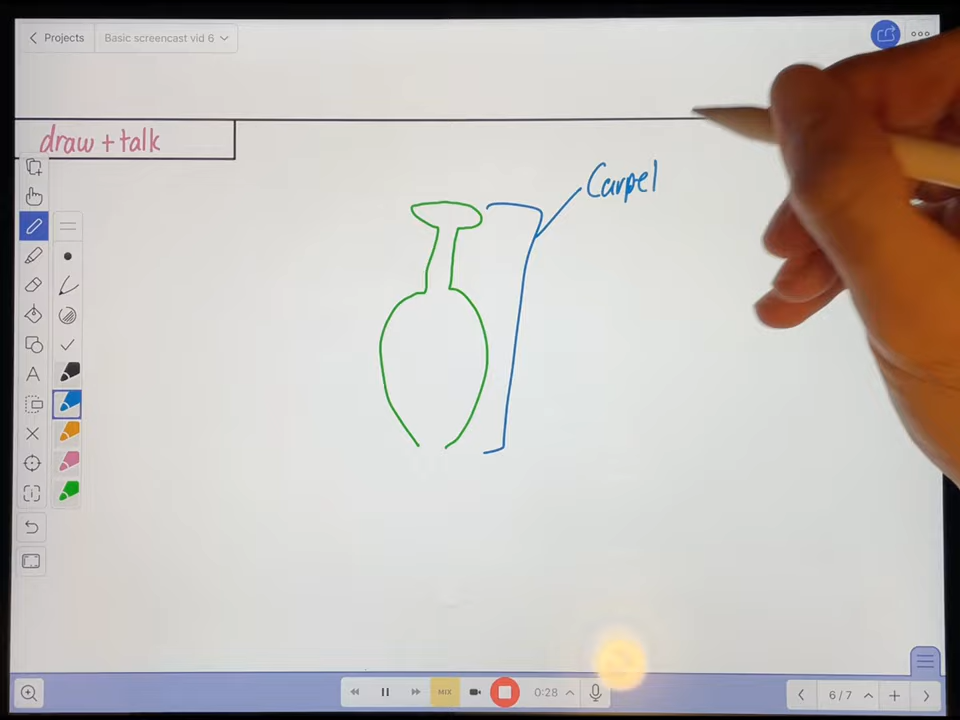 Projects
Basic screencast vid 6
draw + talk
Carpel
A
MIX
0:28
6/7